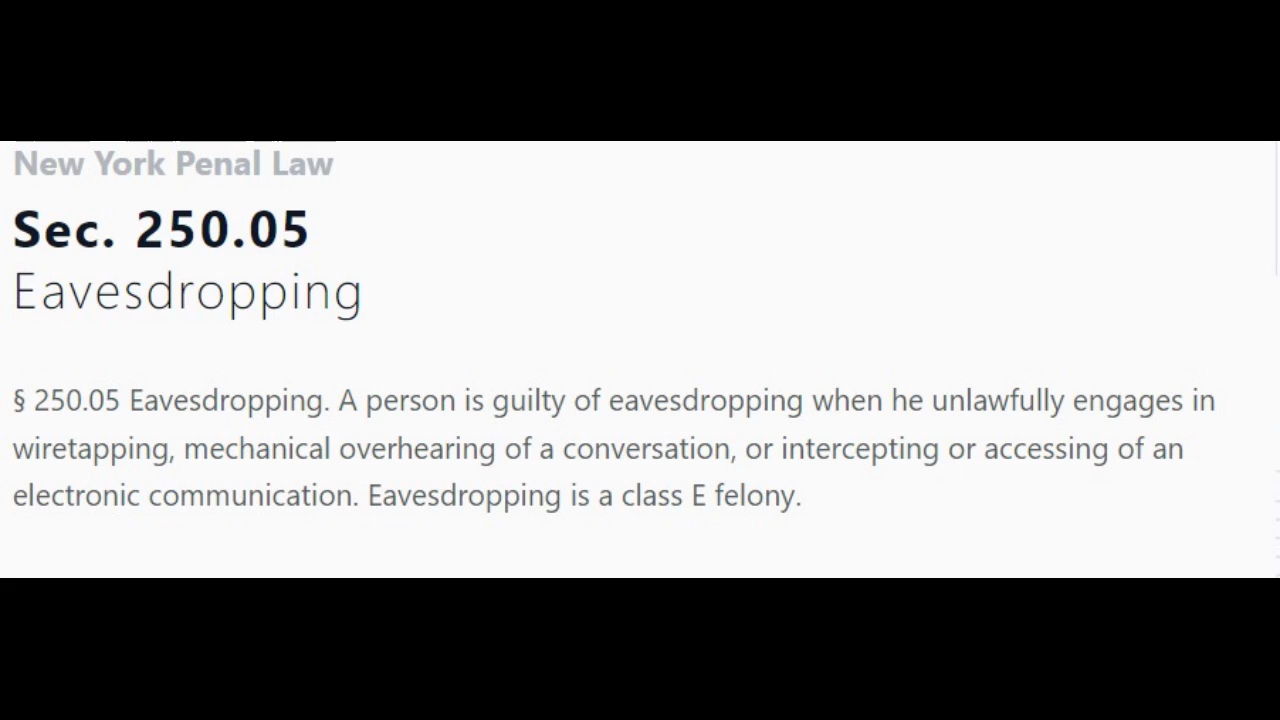 New York Penal Law
Sec. 250.05
Eavesdropping
§ 250.05 Eavesdropping. A person is guilty of eavesdropping when he unlawfully engages in
wiretapping, mechanical overhearing of a conversation, or intercepting or accessing of an
electronic communication. Eavesdropping is a class E felony.